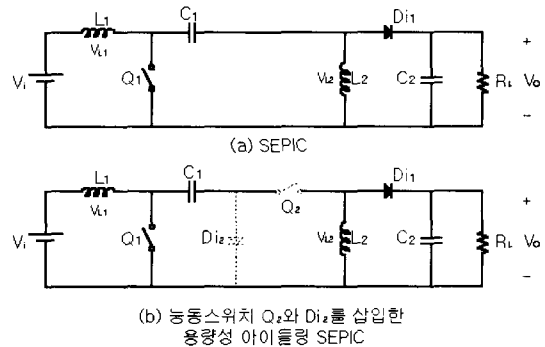 L1
VL1
C1
Di1
+
Vi
Q1
VL2
L2
C2
RL
Vo
−
(a) SEPIC
L1
VL1
C1
Q2
Di1
+
Vi
Q1
Di2
VL2
L2
C2
RL
Vo
−
(b) 능동스위치 Q2와 Di2를 삽입한
용량성 아이들링 SEPIC